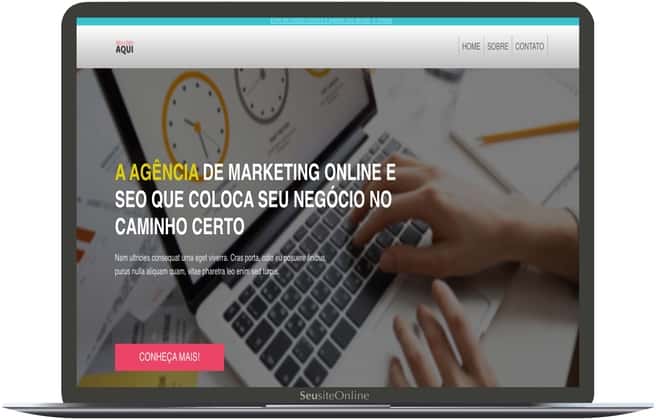 AQUI
HOME SOBRE CONTATO
A AGÊNCIA DE MARKETING ONLINE E
SEO QUE COLOCA SEU NEGÓCIO NO
CAMINHO CERTO
Nam ultricies consequat urna eget viverra. Cras porta, odio eu posuere finibus,
purus nulla aliquam quam, vitae pharetra leo enim sed turpis.
CONHEÇA MAIS!
SeusiteOnline